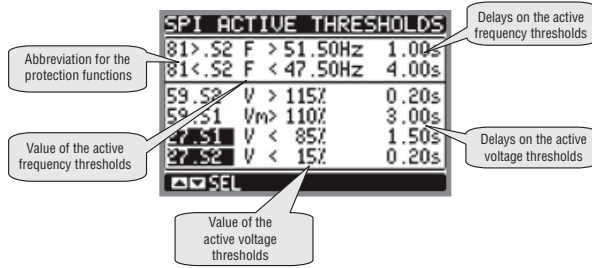 SPI ACTIVE THRESHOLDS
81>.S2 F > 51.50Hz 1.00s
81<.S2 F < 47.50Hz 4.00s
59.S2 V > 115% 0.20s
59.S1 Vm> 110% 3.00s
27.S1 V < 85% 1.50s
27.S2 V < 15% 0.20s
SEL
Delays on the active
frequency thresholds
Abbreviation for the
protection functions
Value of the active
frequency thresholds
Delays on the active
voltage thresholds
Value of the
active voltage
thresholds